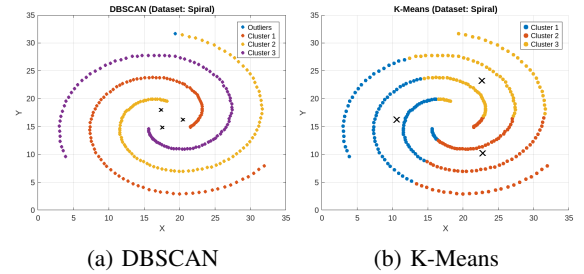 DBSCAN (Dataset: Spiral)
Outliers
Cluster 1
Cluster 2
Cluster 3
35
30
25
20
15
10
5
0
Y
0 5 10 15 20 25 30 35
X
(a) DBSCAN
K-Means (Dataset: Spiral)
Cluster 1
Cluster 2
Cluster 3
35
30
25
20
15
10
5
0
Y
0 5 10 15 20 25 30 35
X
(b) K-Means